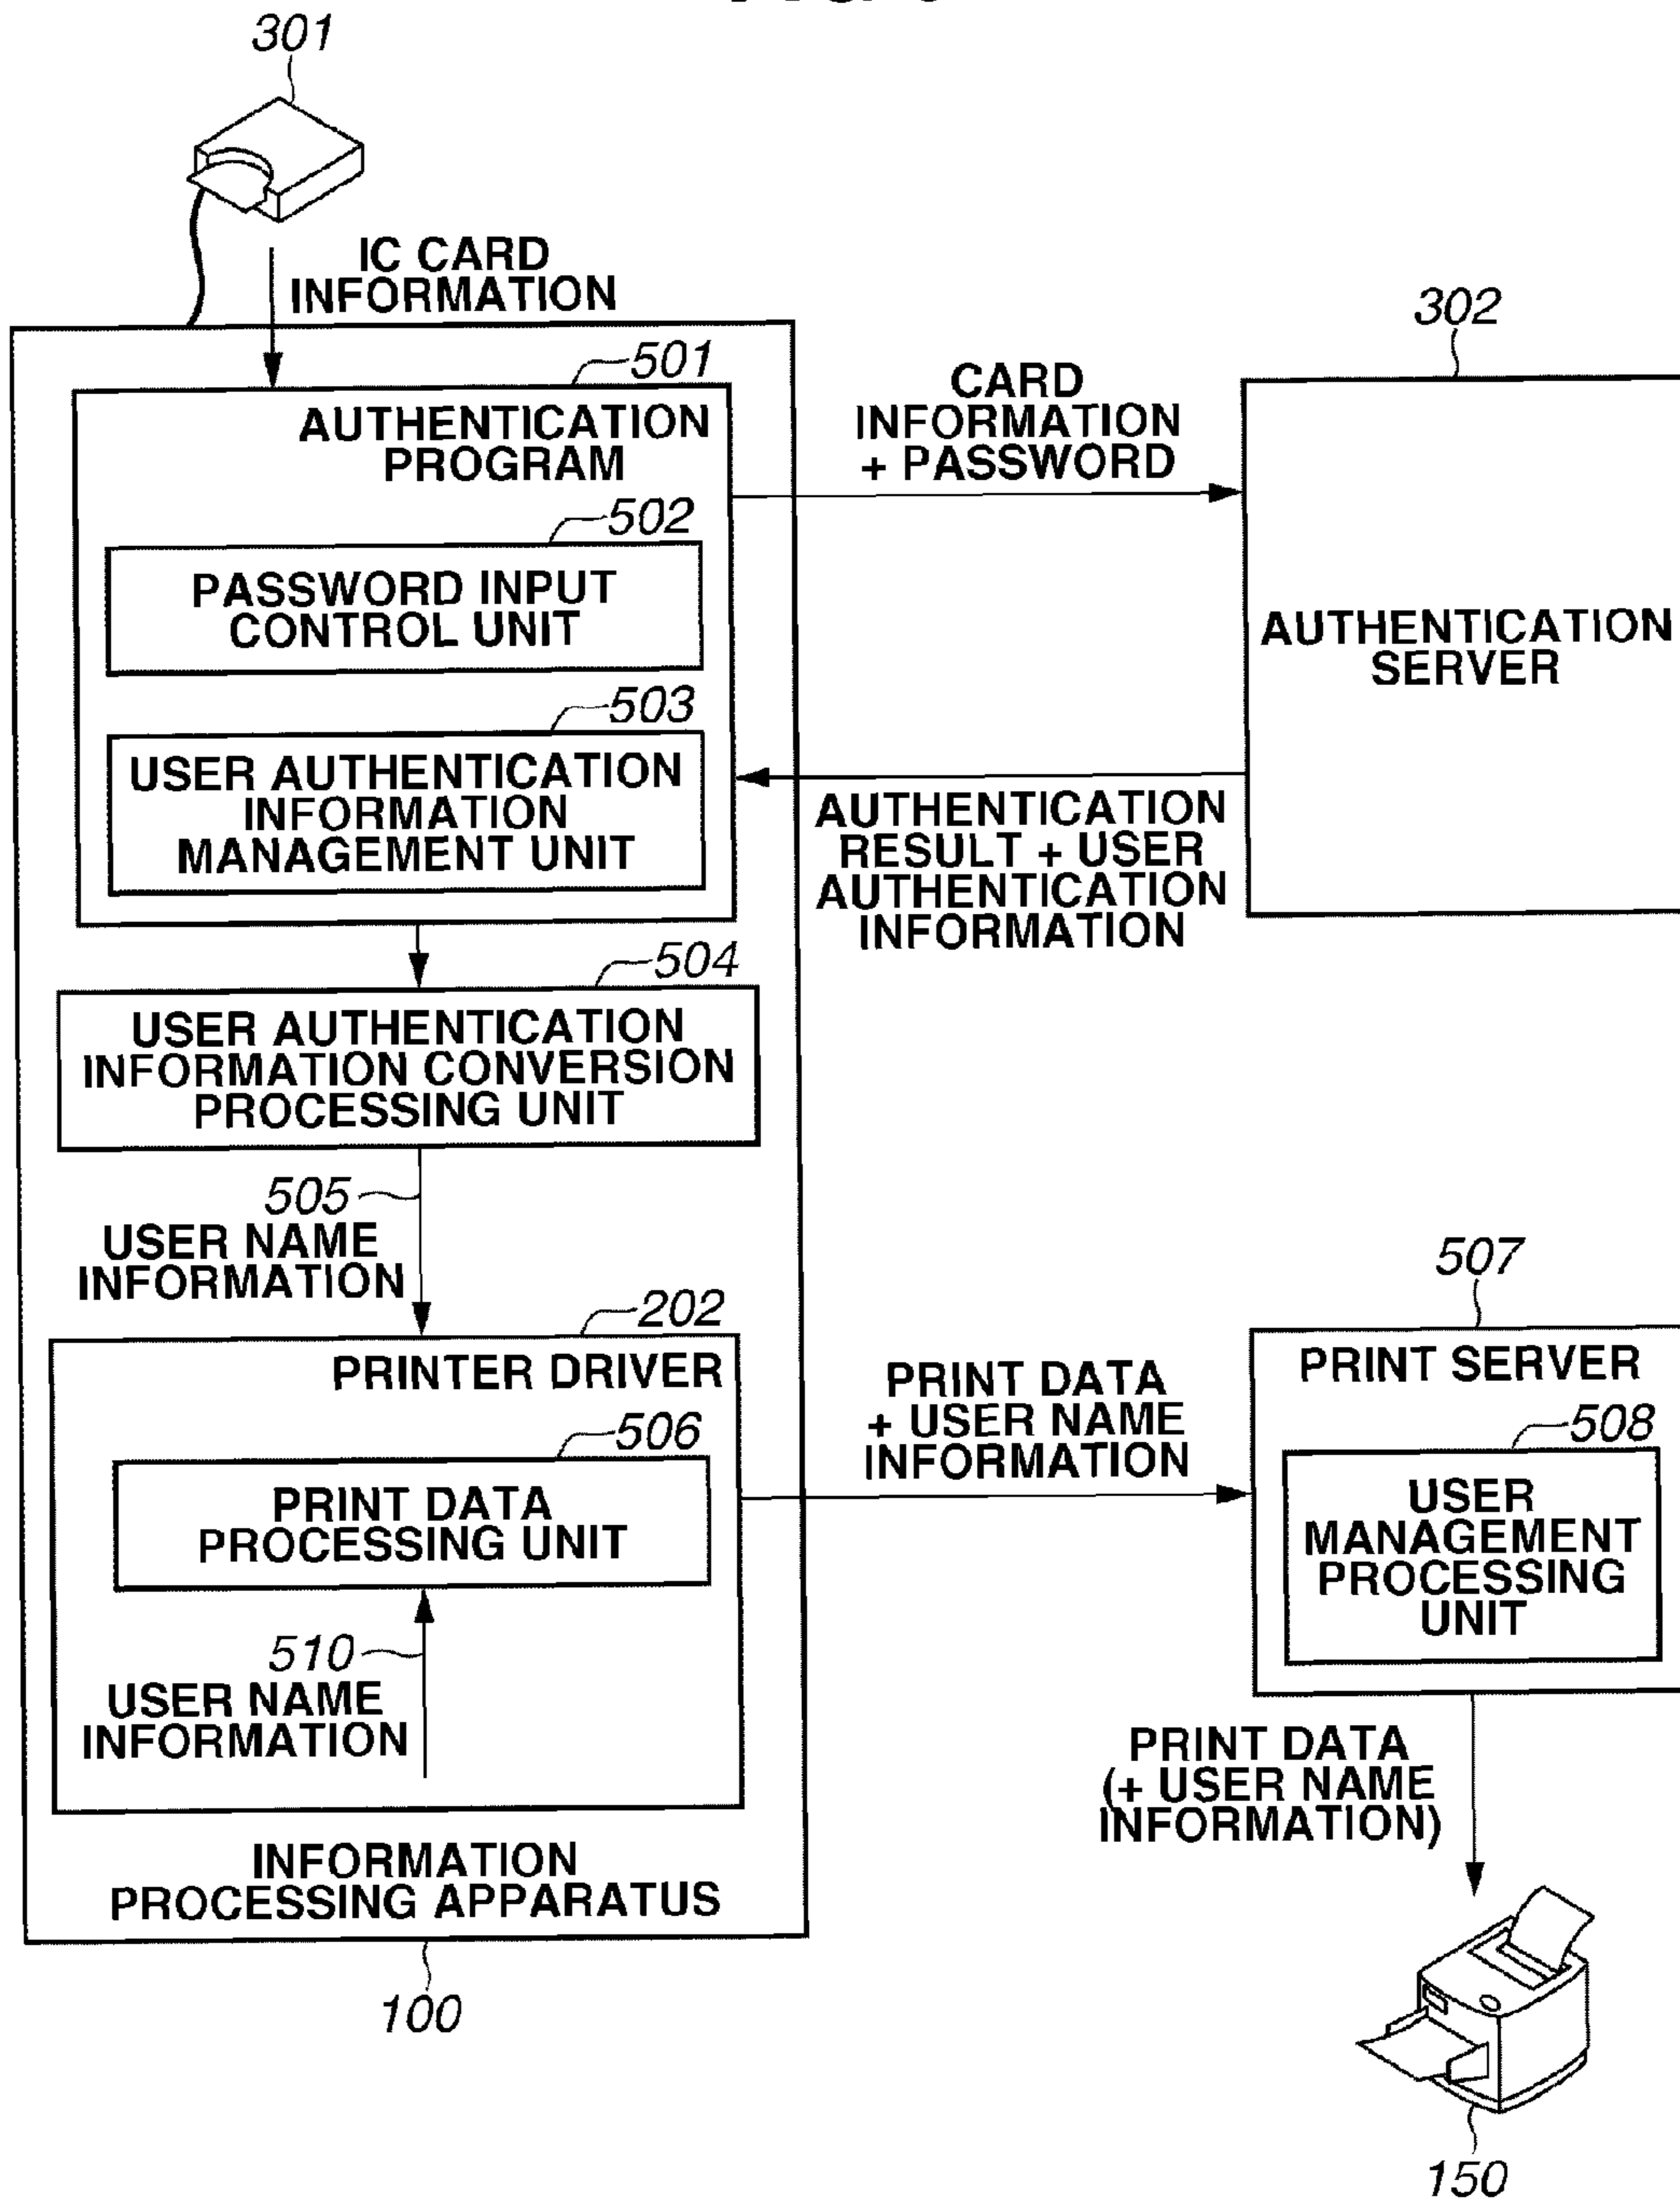 301
IC CARD
INFORMATION
501
AUTHENTICATION
PROGRAM
502
PASSWORD INPUT
CONTROL UNIT
503
USER AUTHENTICATION
INFORMATION
MANAGEMENT UNIT
CARD
INFORMATION
+ PASSWORD
302
AUTHENTICATION
SERVER
AUTHENTICATION
RESULT + USER
AUTHENTICATION
INFORMATION
504
USER AUTHENTICATION
INFORMATION CONVERSION
PROCESSING UNIT
505
USER NAME
INFORMATION
202
PRINTER DRIVER
506
PRINT DATA
PROCESSING UNIT
510
USER NAME
INFORMATION
PRINT DATA
+ USER NAME
INFORMATION
507
PRINT SERVER
508
USER
MANAGEMENT
PROCESSING
UNIT
PRINT DATA
(+ USER NAME
INFORMATION)
INFORMATION
PROCESSING APPARATUS
100
150